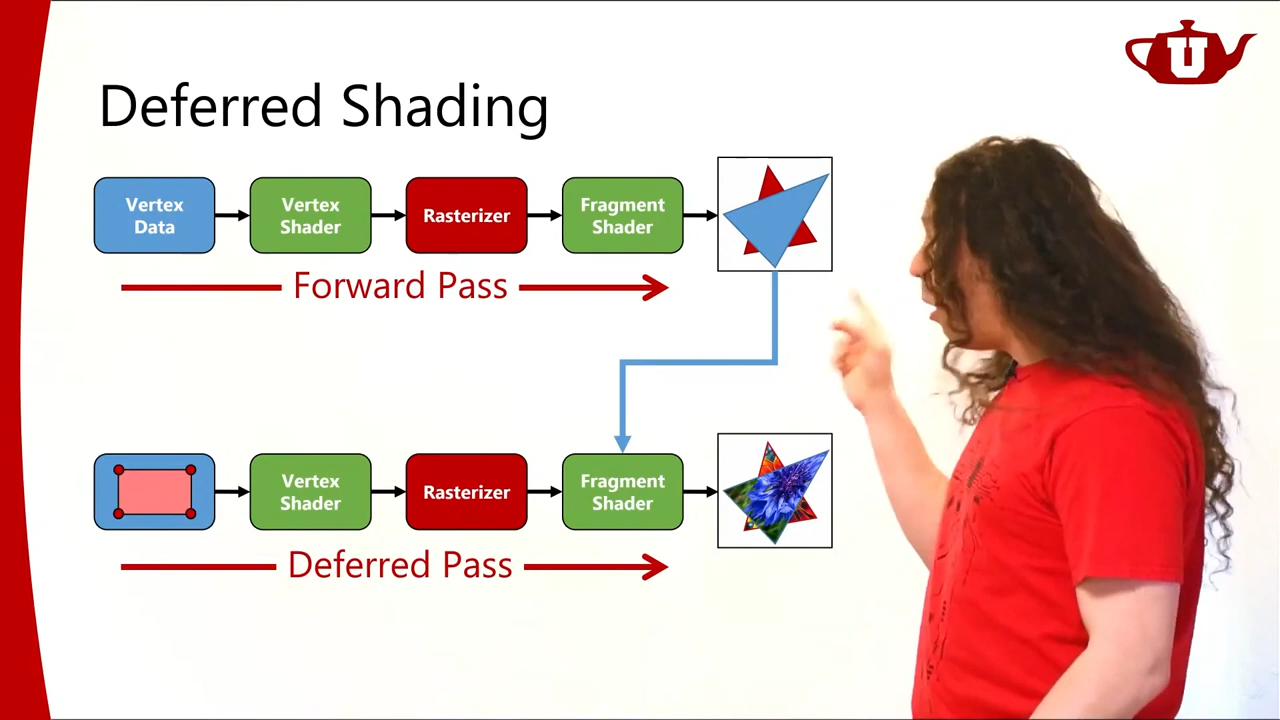 U
Deferred Shading
Vertex
Data
Vertex
Shader
Rasterizer
Fragment
Shader
Forward Pass
Vertex
Shader
Rasterizer
Fragment
Shader
Deferred Pass